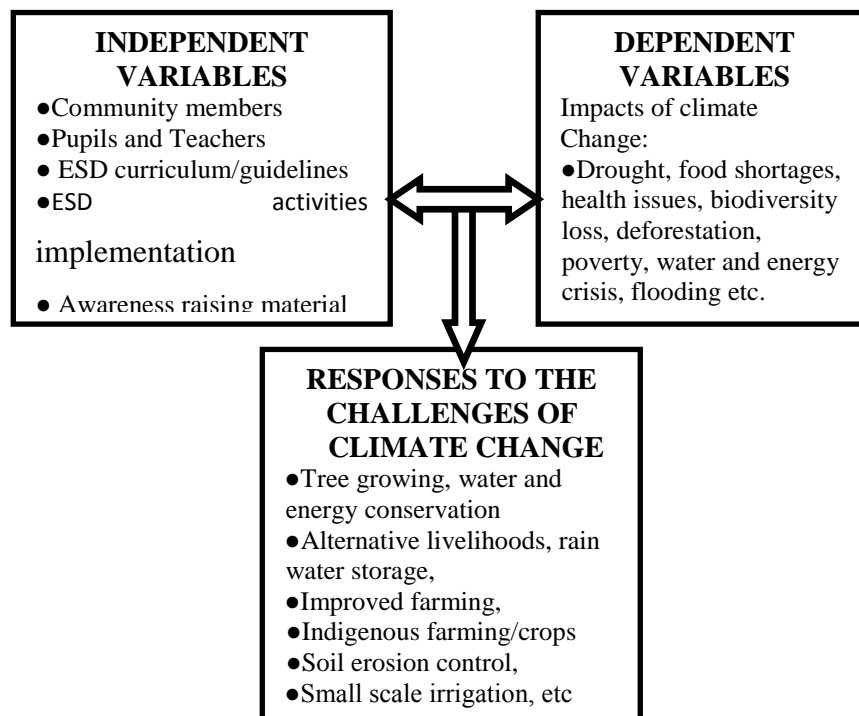 INDEPENDENT
VARIABLES
●Community members
●Pupils and Teachers
● ESD curriculum/guidelines
●ESD activities
implementation
● Awareness raising material
DEPENDENT
VARIABLES
Impacts of climate
Change:
●Drought, food shortages,
health issues, biodiversity
loss, deforestation,
poverty, water and energy
crisis, flooding etc.
RESPONSES TO THE
CHALLENGES OF
CLIMATE CHANGE
●Tree growing, water and
energy conservation
●Alternative livelihoods, rain
water storage,
●Improved farming,
●Indigenous farming/crops
●Soil erosion control,
●Small scale irrigation, etc